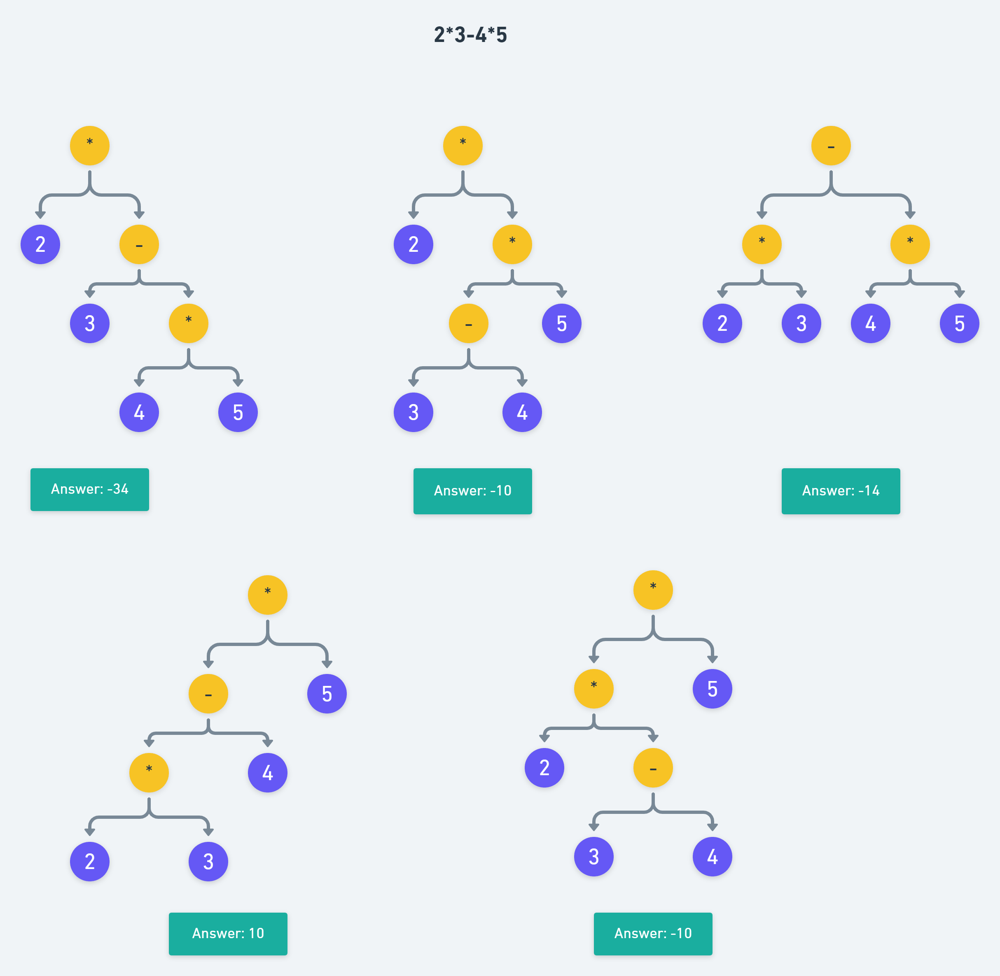 2*3-4*5
* * -
2 - 2 * * *
3 * - 5 2 3 4 5
4 5 3 4
Answer: -34 Answer: -10 Answer: -14
* *
- 5 * 5
* 4 2 -
2 3 3 4
Answer: 10 Answer: -10